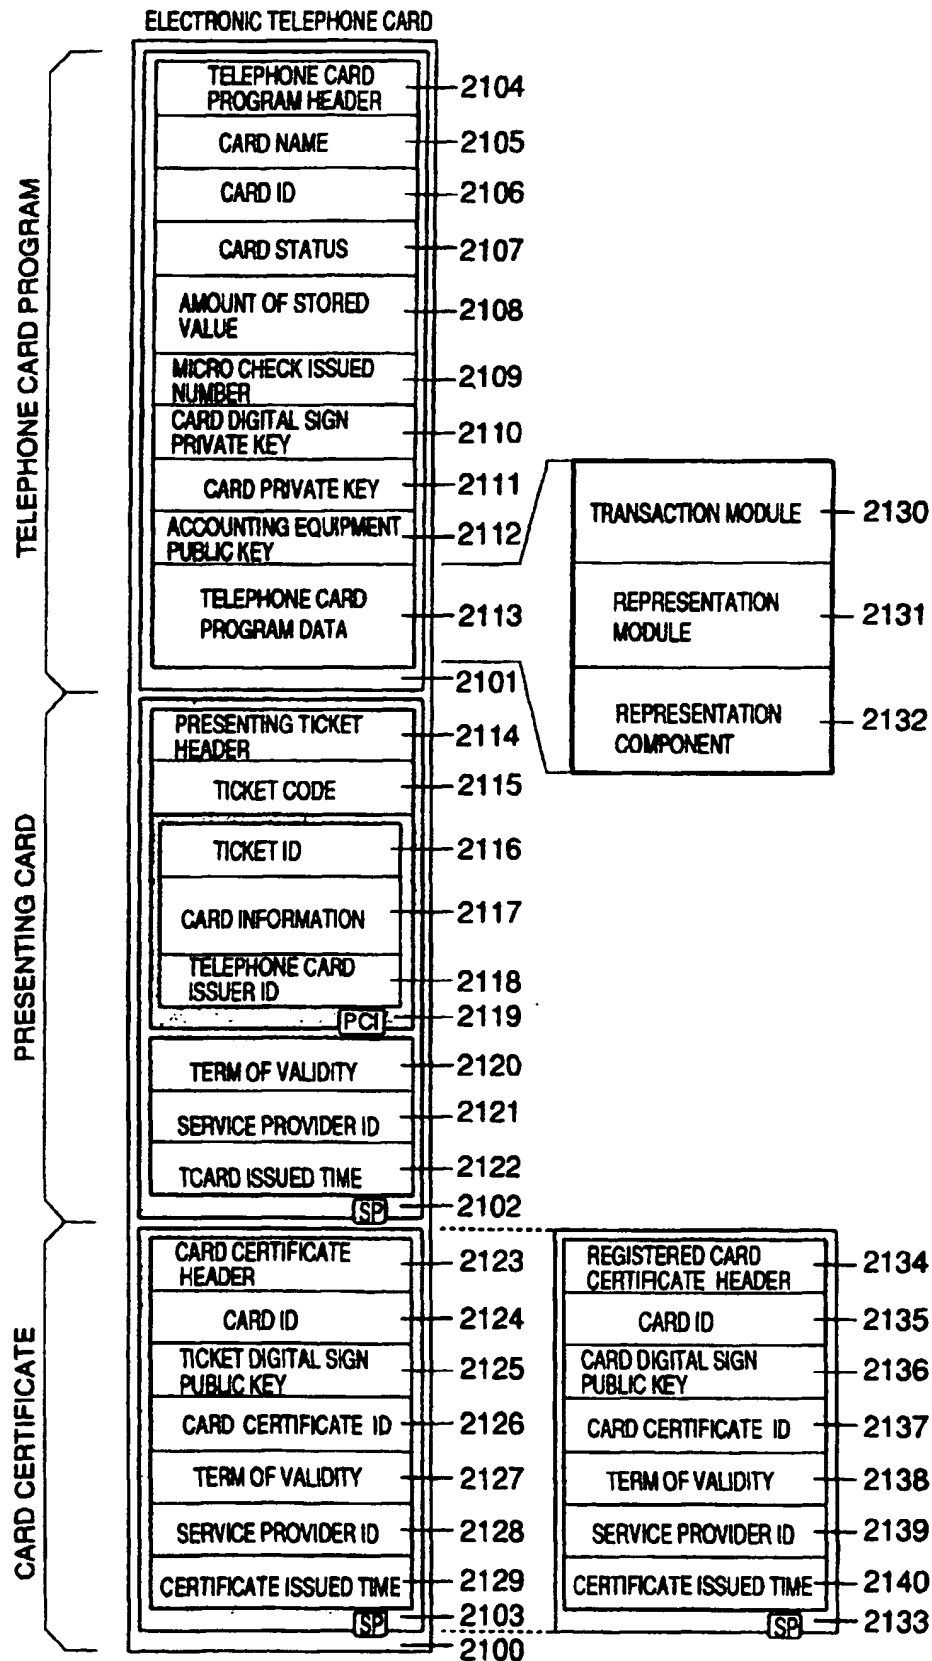 ELECTRONIC TELEPHONE CARD
TELEPHONE CARD PROGRAM
TELEPHONE CARD
PROGRAM HEADER
2104
CARD NAME
2105
CARD ID
2106
CARD STATUS
2107
AMOUNT OF STORED
VALUE
2108
MICRO CHECK ISSUED
NUMBER
2109
CARD DIGITAL SIGN
PRIVATE KEY
2110
CARD PRIVATE KEY
2111
ACCOUNTING EQUIPMENT
PUBLIC KEY
2112
TELEPHONE CARD
PROGRAM DATA
2113
2101
TRANSACTION MODULE
2130
REPRESENTATION
MODULE
2131
REPRESENTATION
COMPONENT
2132
PRESENTING CARD
PRESENTING TICKET
HEADER
2114
TICKET CODE
2115
TICKET ID
2116
CARD INFORMATION
2117
TELEPHONE CARD
ISSUER ID
2118
PCI
2119
TERM OF VALIDITY
2120
SERVICE PROVIDER ID
2121
TCARD ISSUED TIME
2122
SP
2102
CARD CERTIFICATE
CARD CERTIFICATE
HEADER
2123
CARD ID
2124
TICKET DIGITAL SIGN
PUBLIC KEY
2125
CARD CERTIFICATE ID
2126
TERM OF VALIDITY
2127
SERVICE PROVIDER ID
2128
CERTIFICATE ISSUED TIME
2129
SP
2103
2100
REGISTERED CARD
CERTIFICATE HEADER
2134
CARD ID
2135
CARD DIGITAL SIGN
PUBLIC KEY
2136
CARD CERTIFICATE ID
2137
TERM OF VALIDITY
2138
SERVICE PROVIDER ID
2139
CERTIFICATE ISSUED TIME
2140
SP
2133